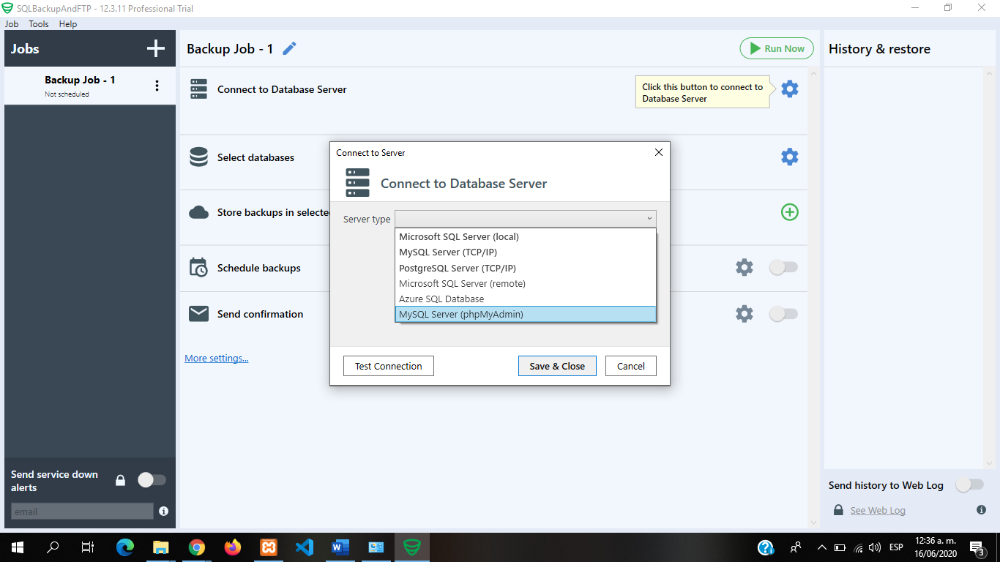 SQLBackupAndFTP - 12.3.11 Professional Trial
Job Tools Help
Jobs
Backup Job - 1
Not scheduled
Send service down
alerts
email
Backup Job - 1
Run Now
Connect to Database Server
Click this button to connect to
Database Server
Select databases
Store backups in selecte
Schedule backups
Send confirmation
More settings...
Connect to Server
Connect to Database Server
Server type
Microsoft SQL Server (local)
MySQL Server (TCP/IP)
PostgreSQL Server (TCP/IP)
Microsoft SQL Server (remote)
Azure SQL Database
MySQL Server (phpMyAdmin)
Test Connection
Save & Close
Cancel
History & restore
Send history to Web Log
See Web Log
ESP
12:36 a. m.
16/06/2020
3